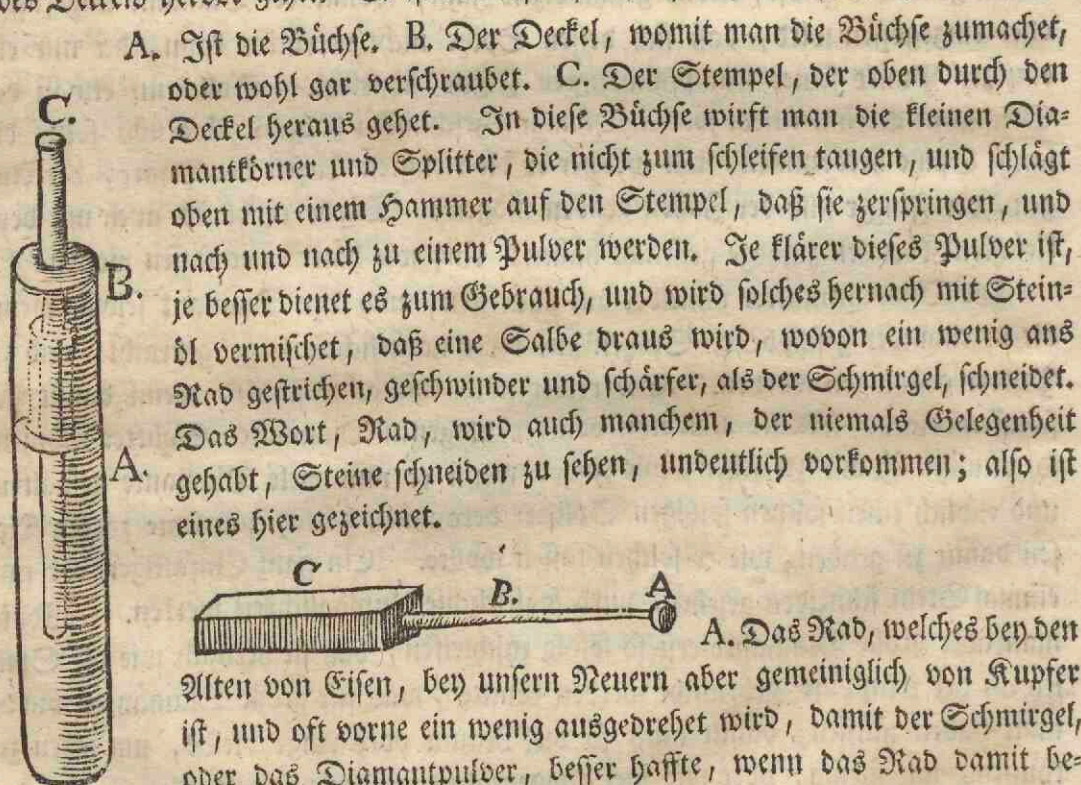 A. Ist die Büchse. B. Der Deckel, womit man die Büchse zumachet,
oder wohl gar verschraubet. C. Der Stempel, der oben durch den
Deckel heraus gehet. In diese Büchse wirft man die kleinen Dia=
mantkörner und Splitter, die nicht zum schleifen taugen, und schlägt
oben mit einem Hammer auf den Stempel, daß sie zerspringen, und
nach und nach zu einem Pulver werden. Je klärer dieses Pulver ist,
je besser dienet es zum Gebrauch, und wird solches hernach mit Stein=
öl vermischet, daß eine Salbe draus wird, wovon ein wenig ans
Rad gestrichen, geschwinder und schärfer, als der Schmirgel, schneidet.
Das Wort, Rad, wird auch manchem, der niemals Gelegenheit
gehabt, Steine schneiden zu sehen, undeutlich vorkommen; also ist
eines hier gezeichnet.
C.
B.
A.
C B. A
A. Das Rad, welches bey den
Alten von Eisen, bey unsern Neuern aber gemeiniglich von Kupfer
ist, und oft vorne ein wenig ausgedrehet wird, damit der Schmirgel,
oder das Diamantpulver, besser haffte, wenn das Rad damit be=